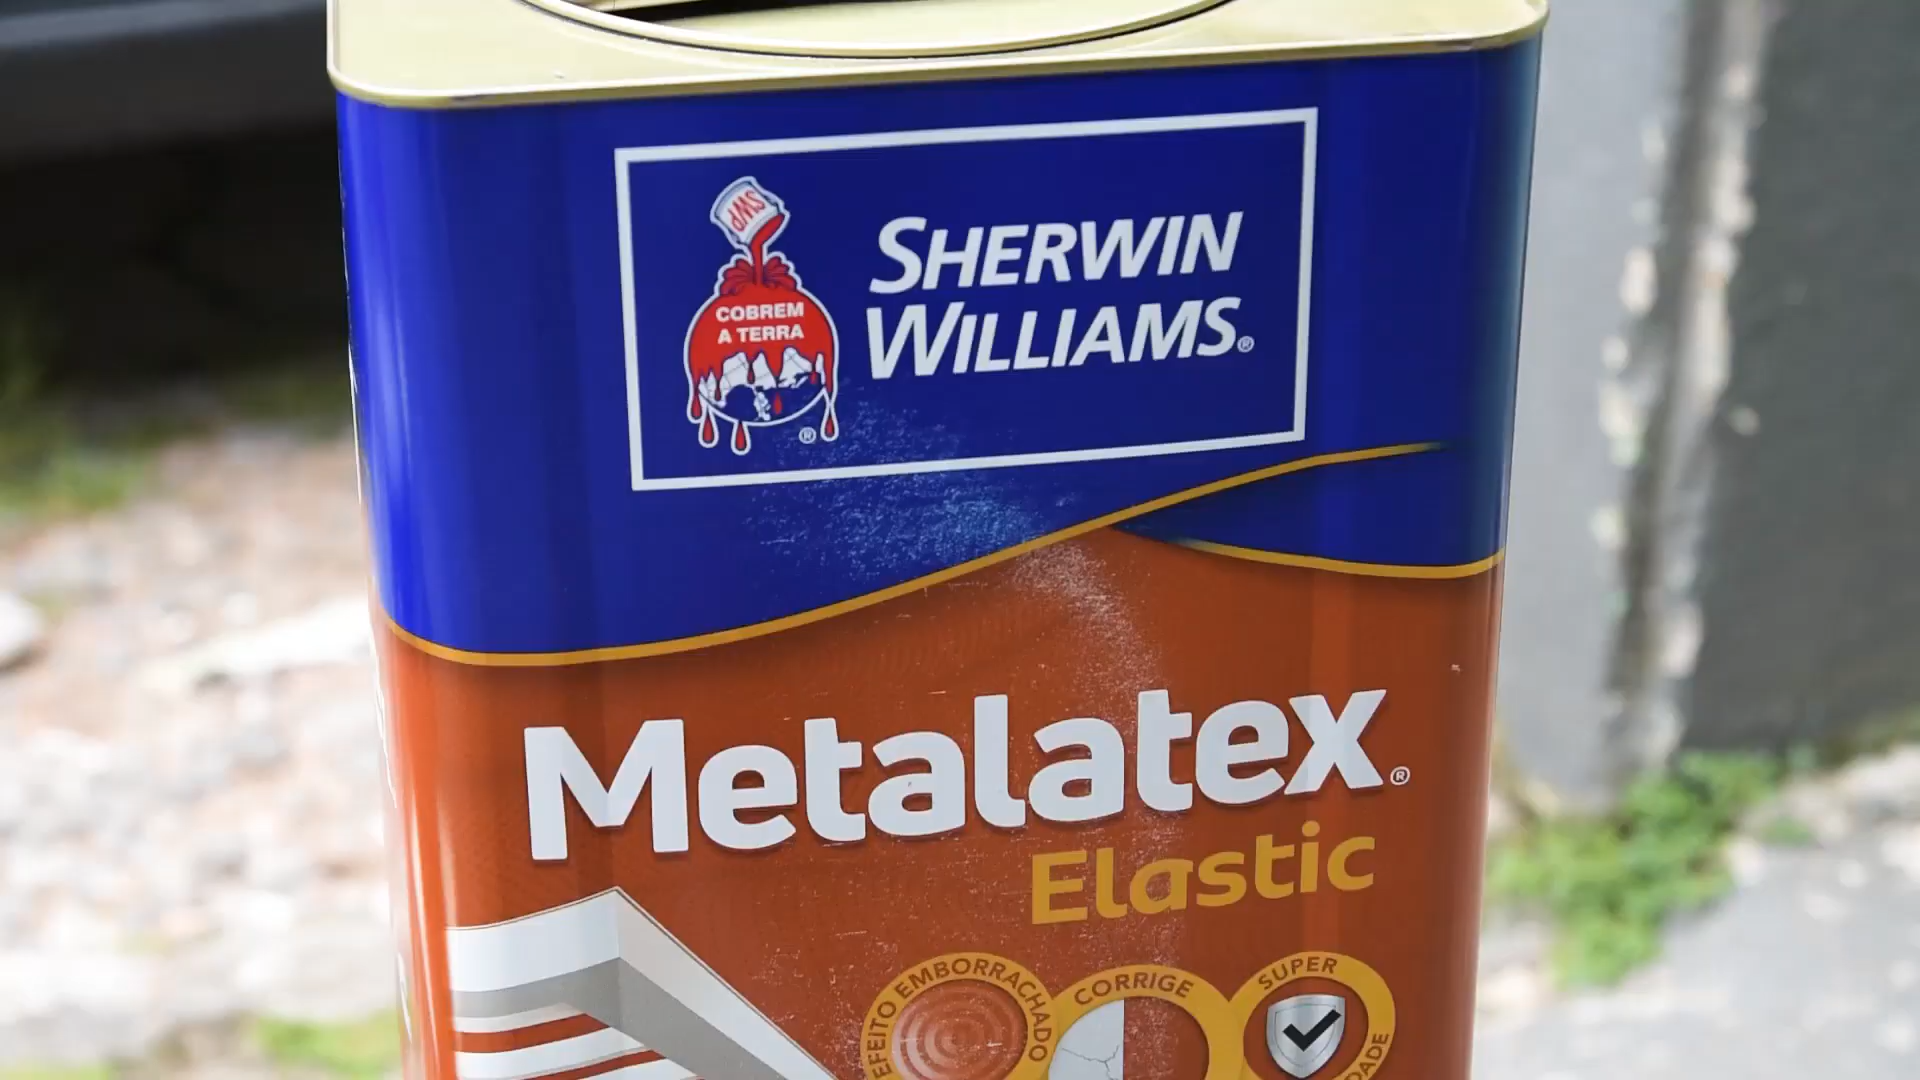 SWP
COBREM
A TERRA
®
SHERWIN
WILLIAMS®
Metalatex®
Elastic
EFEITO EMBORRACHADO
CORRIGE
SUPER